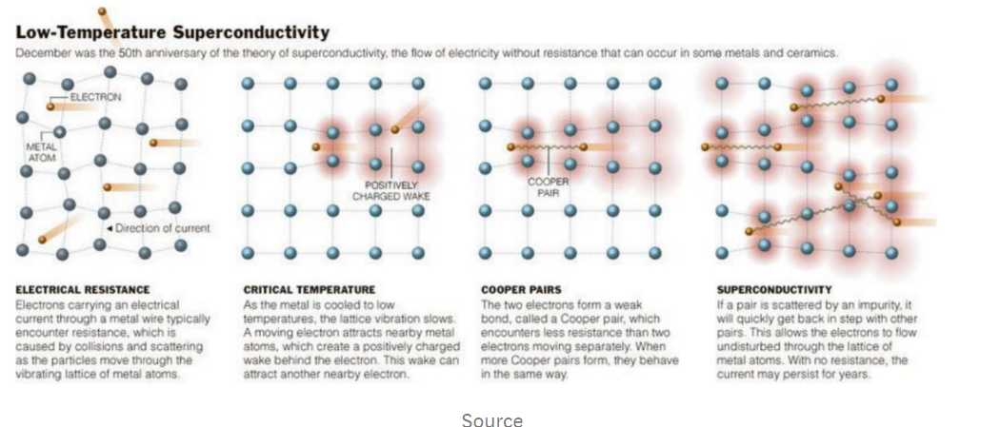 Low-Temperature Superconductivity
December was the 50th anniversary of the theory of superconductivity, the flow of electricity without resistance that can occur in some metals and ceramics.
ELECTRON
METAL
ATOM
Direction of current
POSITIVELY
CHARGED WAKE
COOPER
PAIR
ELECTRICAL RESISTANCE
Electrons carrying an electrical
current through a metal wire typically
encounter resistance, which is
caused by collisions and scattering
as the particles move through the
vibrating lattice of metal atoms.
CRITICAL TEMPERATURE
As the metal is cooled to low
temperatures, the lattice vibration slows.
A moving electron attracts nearby metal
atoms, which create a positively charged
wake behind the electron. This wake can
attract another nearby electron.
COOPER PAIRS
The two electrons form a weak
bond, called a Cooper pair, which
encounters less resistance than two
electrons moving separately. When
more Cooper pairs form, they behave
in the same way.
SUPERCONDUCTIVITY
If a pair is scattered by an impurity, it
will quickly get back in step with other
pairs. This allows the electrons to flow
undisturbed through the lattice of
metal atoms. With no resistance, the
current may persist for years.
Source